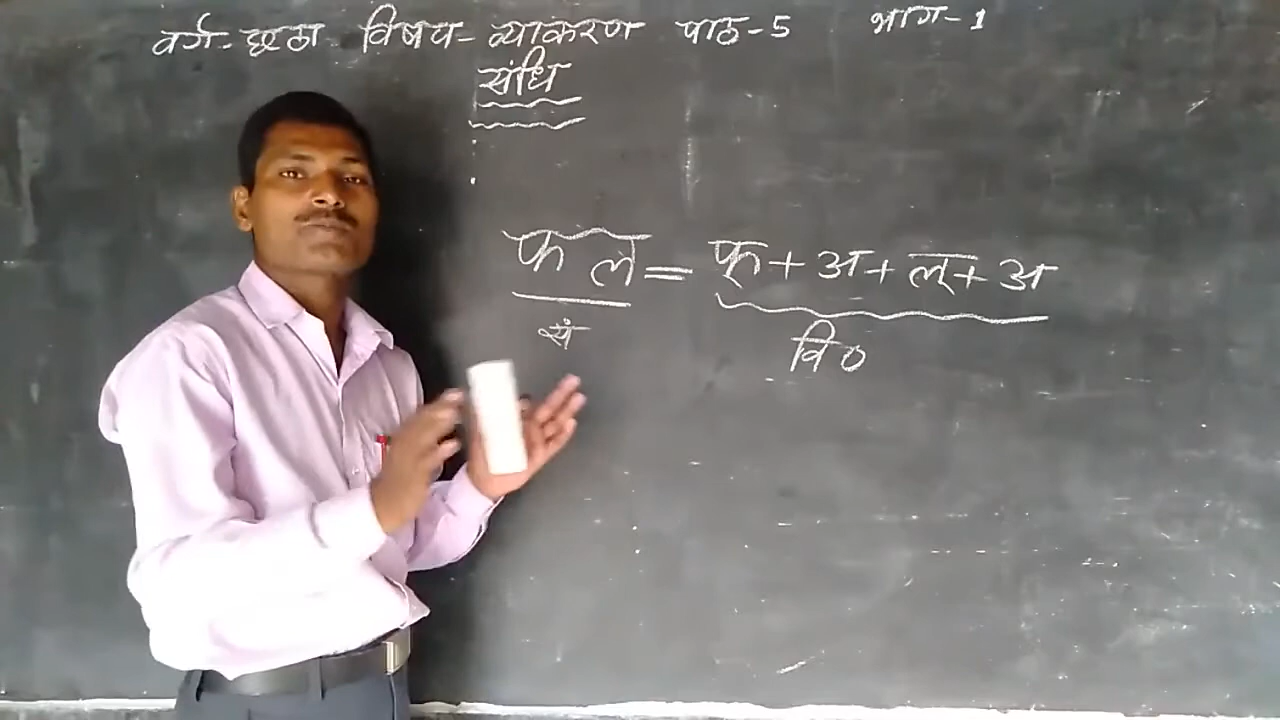 वर्ग-छठा विषय-व्याकरण पाठ-5 भाग-1
संधि
फल = फ्+अ+ल्+अ
सं वि०